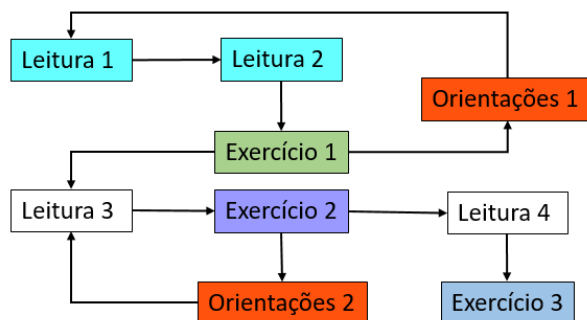 Leitura 1
Leitura 2
Orientações 1
Exercício 1
Leitura 3
Exercício 2
Leitura 4
Orientações 2
Exercício 3